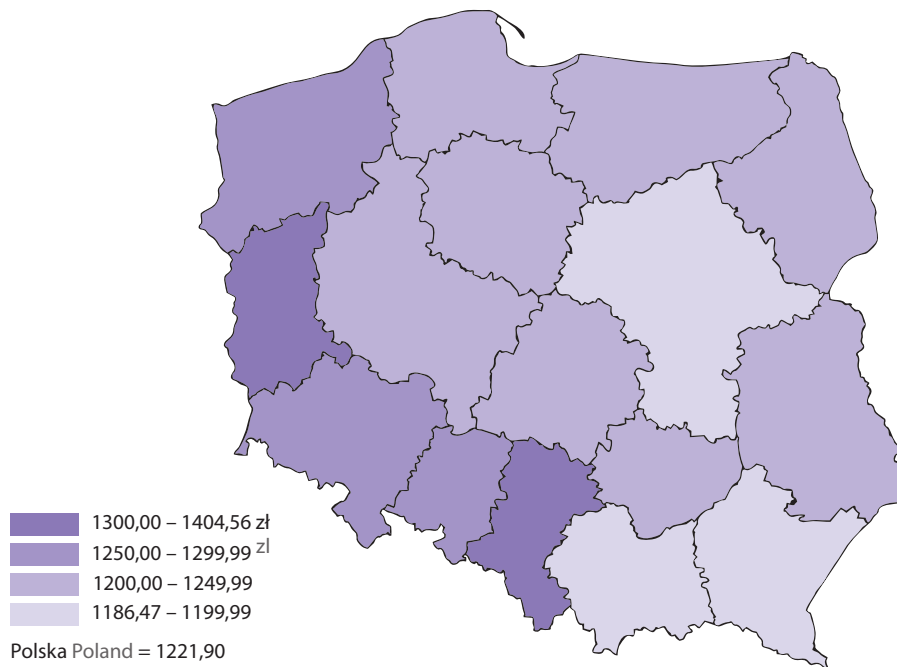 1300,00 – 1404,56 zł
1250,00 – 1299,99 zl
1200,00 – 1249,99
1186,47 – 1199,99
Polska Poland = 1221,90